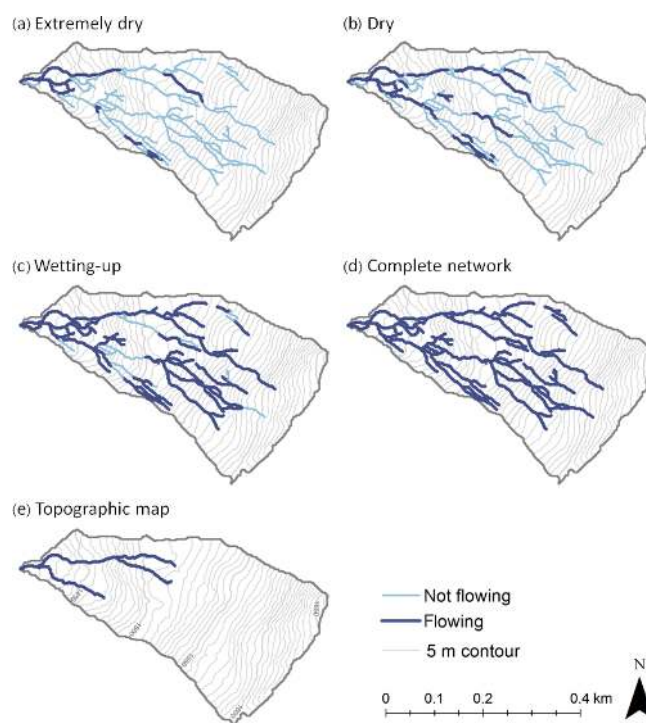 (a) Extremely dry
(b) Dry
(c) Wetting-up
(d) Complete network
(e) Topographic map
Not flowing
Flowing
5 m contour
N
0 0.1 0.2 0.4 km